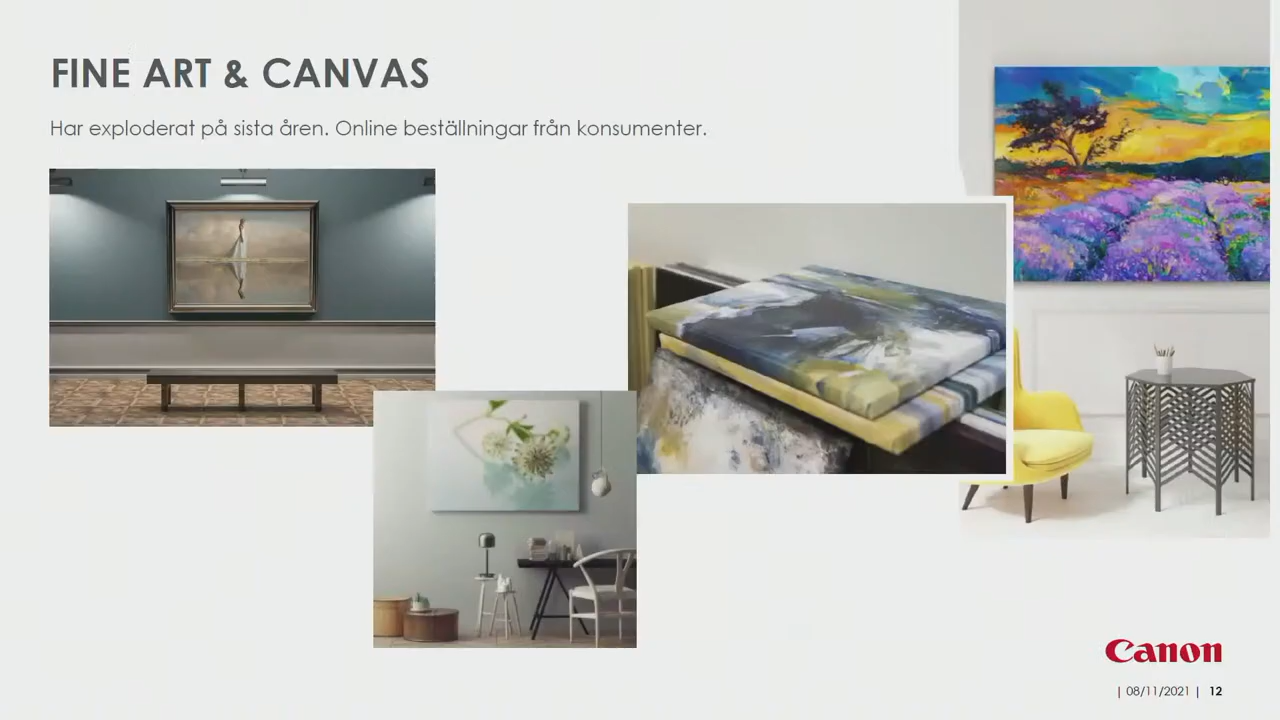 FINE ART & CANVAS
Har exploderat på sista åren. Online beställningar från konsumenter.
Canon
| 08/11/2021 | 12